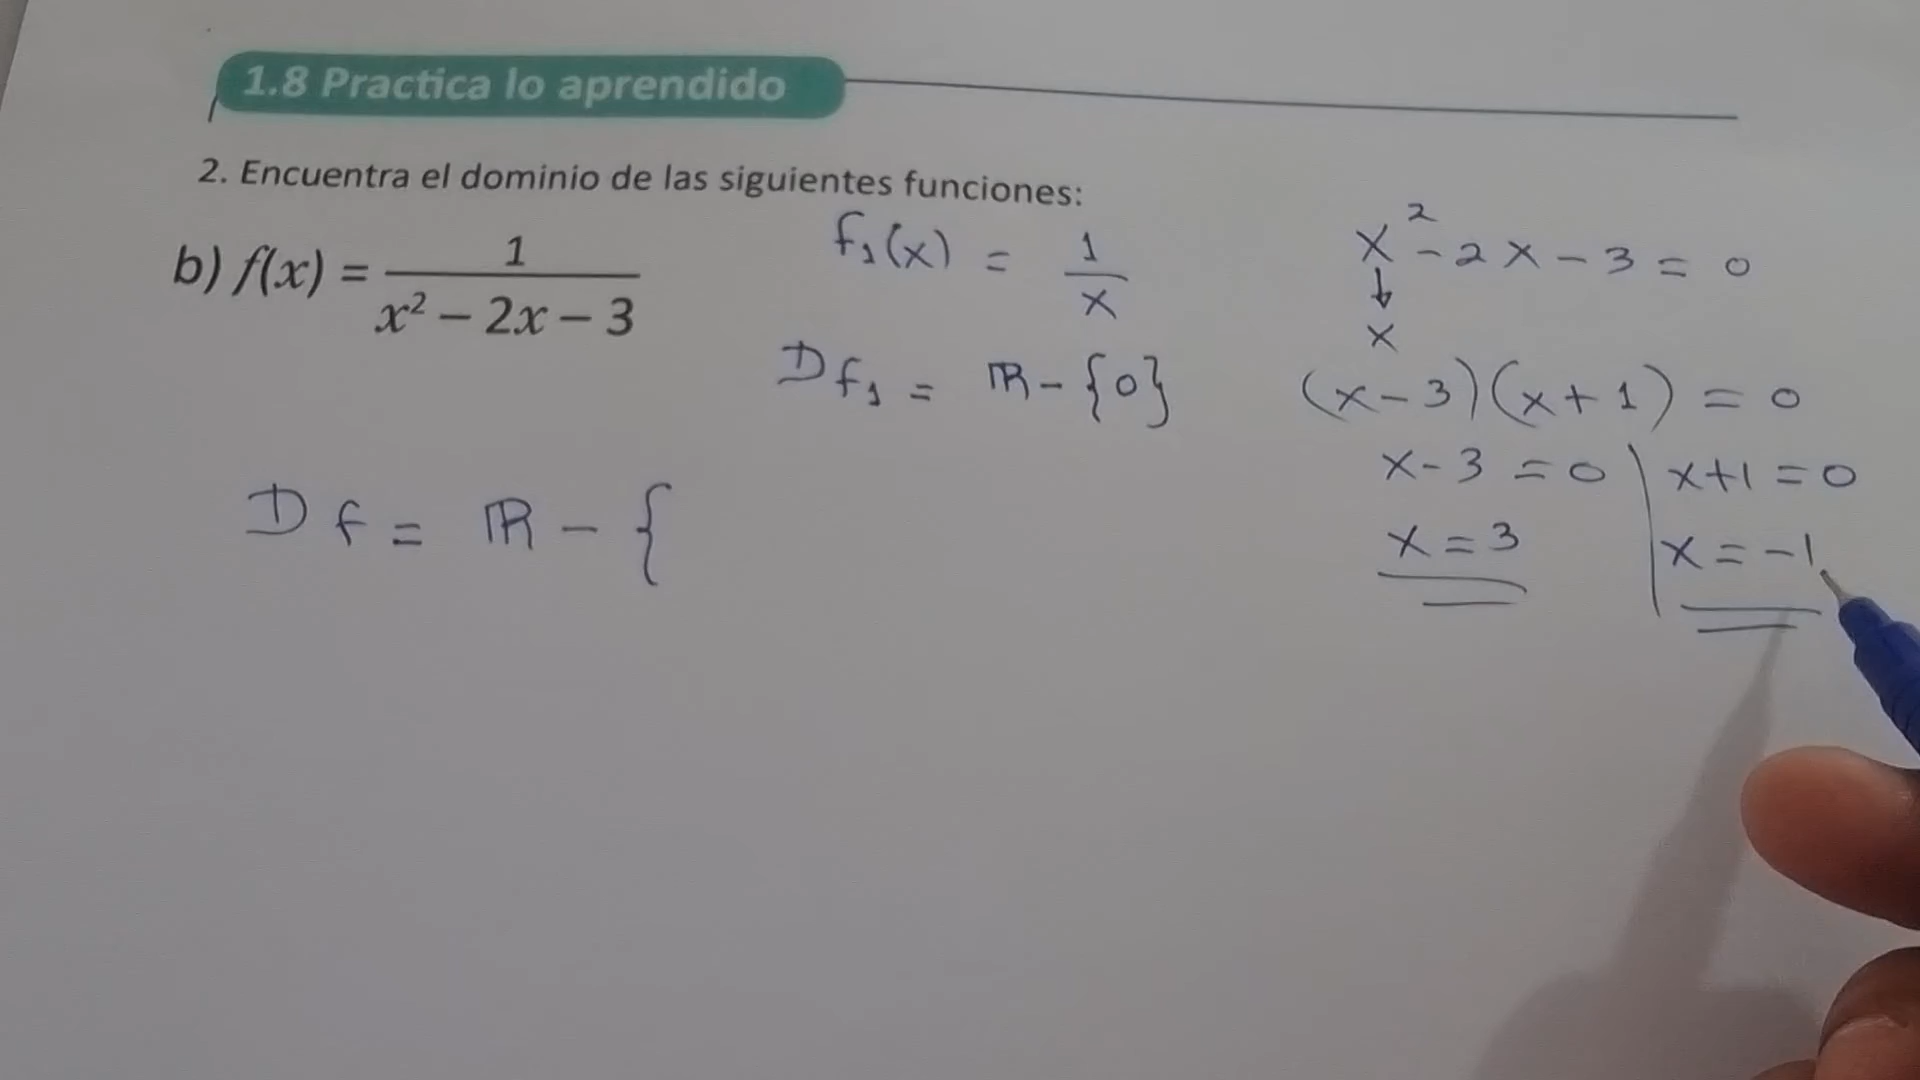 1.8 Practica lo aprendido
2. Encuentra el dominio de las siguientes funciones:
b) f(x) = 1 / (x² – 2x – 3)
f₁(x) = 1 / x
Df₁ = ℝ - {0}
Df = ℝ - {
x² - 2x - 3 = 0
↓
x
(x - 3)(x + 1) = 0
x - 3 = 0 | x + 1 = 0
x = 3 | x = -1